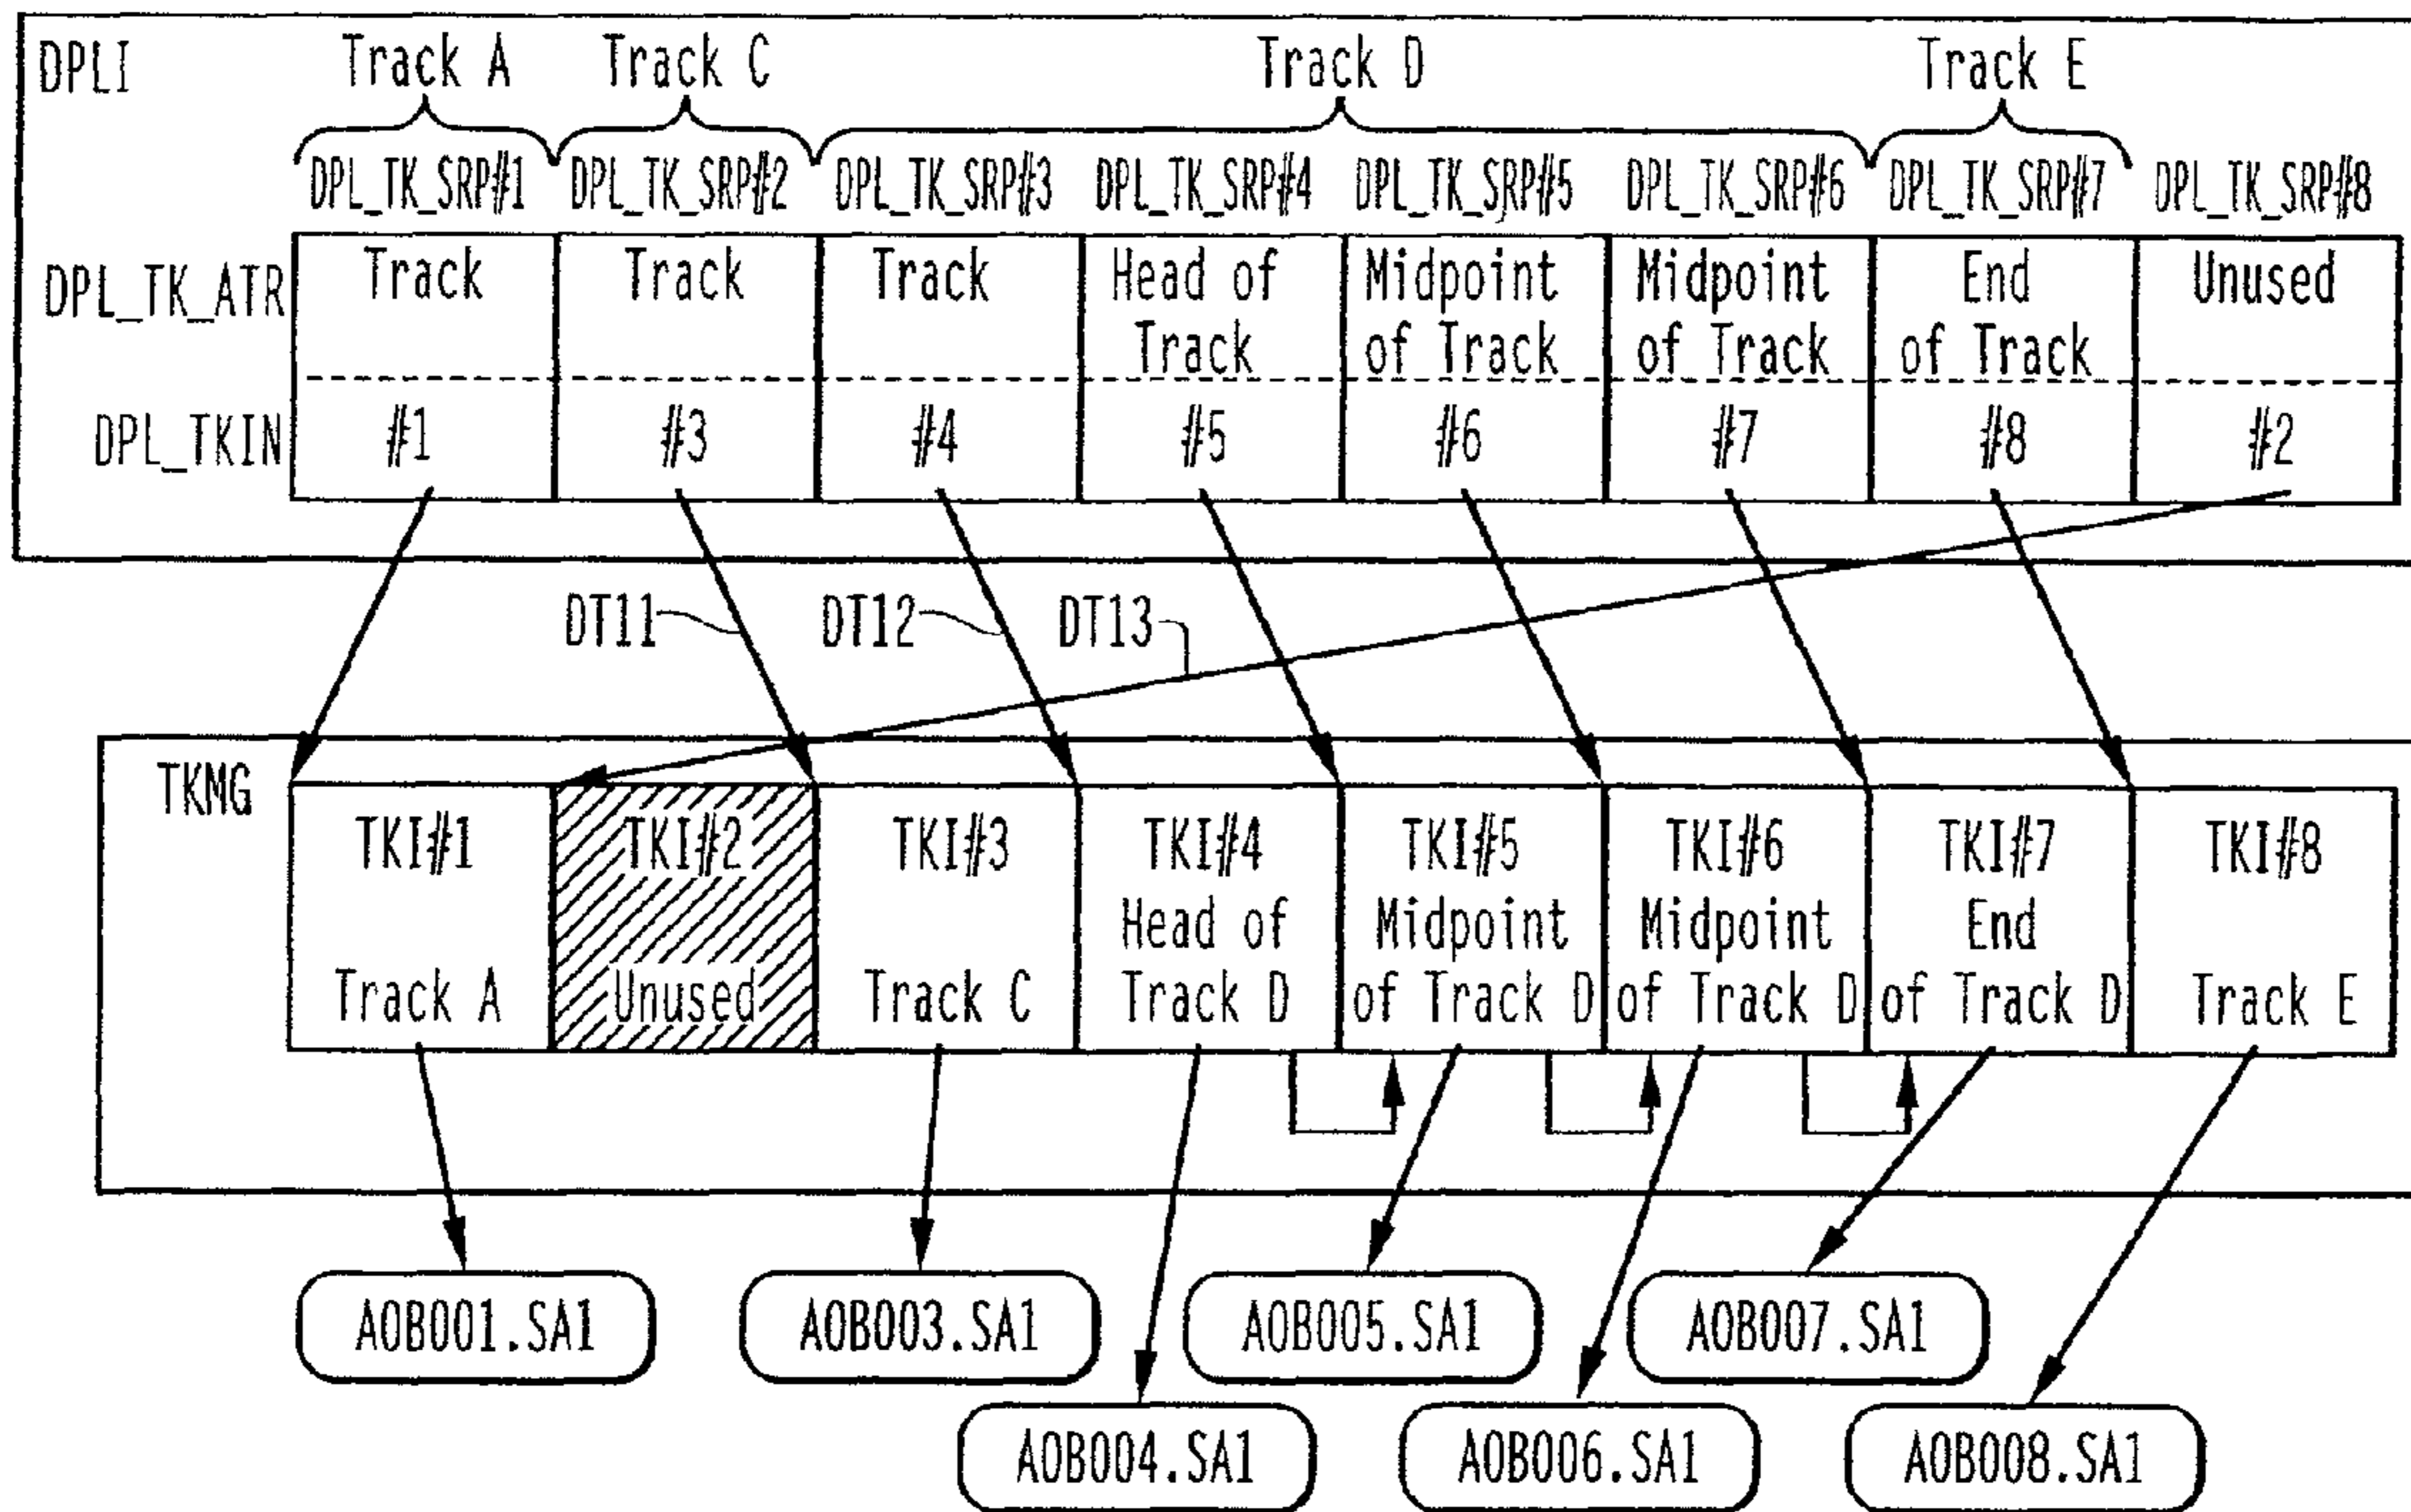 DPLI Track A Track C Track D Track E
DPL_TK_SRP#1 DPL_TK_SRP#2 DPL_TK_SRP#3 DPL_TK_SRP#4 DPL_TK_SRP#5 DPL_TK_SRP#6 DPL_TK_SRP#7 DPL_TK_SRP#8
DPL_TK_ATR Track Track Track Head of Midpoint Midpoint End Unused
Track of Track of Track of Track
DPL_TKIN #1 #3 #4 #5 #6 #7 #8 #2
DT11 DT12 DT13
TKMG
TKI#1 TKI#2 TKI#3 TKI#4 TKI#5 TKI#6 TKI#7 TKI#8
Head of Midpoint Midpoint End
Track A Unused Track C Track D of Track D of Track D of Track D Track E
AOB001.SA1 AOB003.SA1 AOB005.SA1 AOB007.SA1
AOB004.SA1 AOB006.SA1 AOB008.SA1